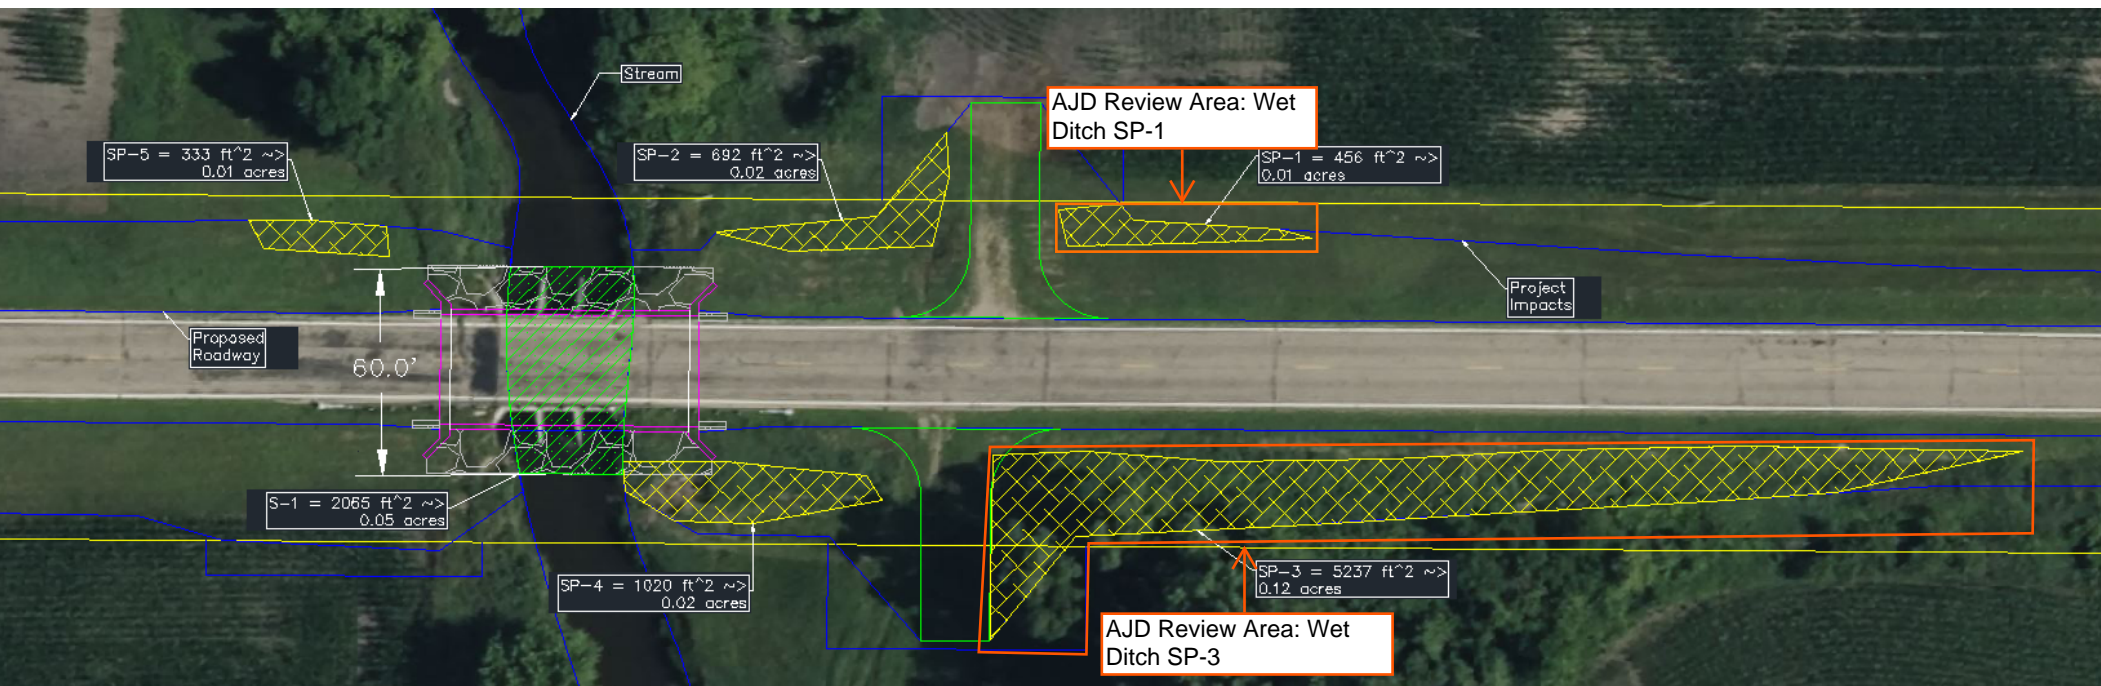 Stream
AJD Review Area: Wet
Ditch SP-1
SP-5 = 333 ft^2 ~>
0.01 acres
SP-2 = 692 ft^2 ~>
0.02 acres
SP-1 = 456 ft^2 ~>
0.01 acres
Project
Impacts
Proposed
Roadway
60.0'
S-1 = 2065 ft^2 ~>
0.05 acres
SP-4 = 1020 ft^2 ~>
0.02 acres
SP-3 = 5237 ft^2 ~>
0.12 acres
AJD Review Area: Wet
Ditch SP-3